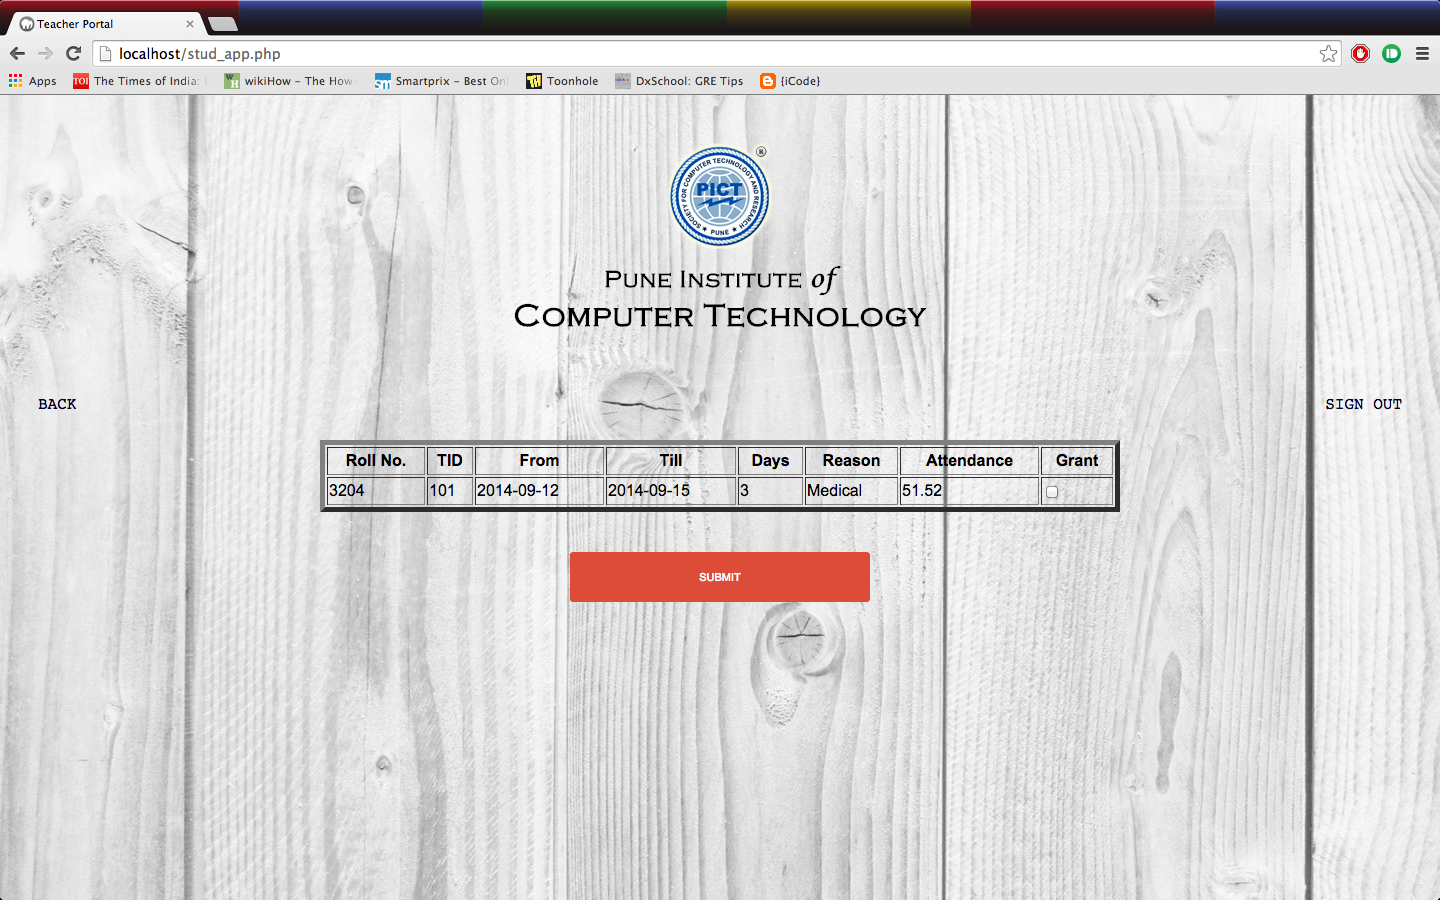 Teacher Portal
localhost/stud_app.php
Apps
TOI
The Times of India:
WH
wikiHow – The How-
Smartprix – Best Onl
Toonhole
DxSchool: GRE Tips
{iCode}
®
SOCIETY FOR COMPUTER TECHNOLOGY AND RESEARCH
PICT
★ PUNE ★
PUNE INSTITUTE of
COMPUTER TECHNOLOGY
BACK
SIGN OUT
Roll No. TID From Till Days Reason Attendance Grant
3204 101 2014-09-12 2014-09-15 3 Medical 51.52
SUBMIT